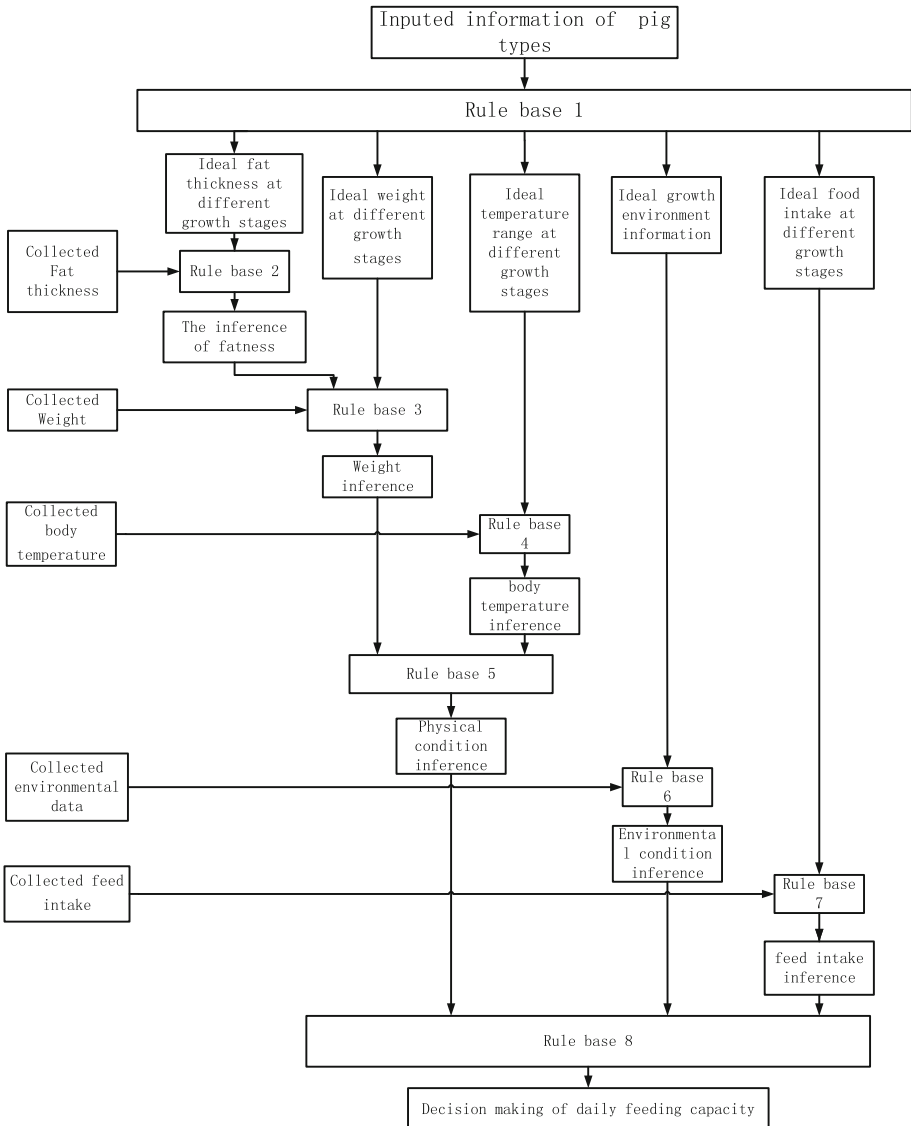 Inputed information of pig
types
Rule base 1
Ideal fat
thickness at
different
growth stages
Ideal weight
at different
growth
stages
Ideal
temperature
range at
different
growth
stages
Ideal growth
environment
information
Ideal food
intake at
different
growth
stages
Collected
Fat
thickness
Rule base 2
The inference
of fatness
Collected
Weight
Rule base 3
Weight
inference
Collected
body
temperature
Rule base
4
body
temperature
inference
Rule base 5
Physical
condition
inference
Collected
environmental
data
Rule base
6
Environmenta
l condition
inference
Collected feed
intake
Rule base
7
feed intake
inference
Rule base 8
Decision making of daily feeding capacity